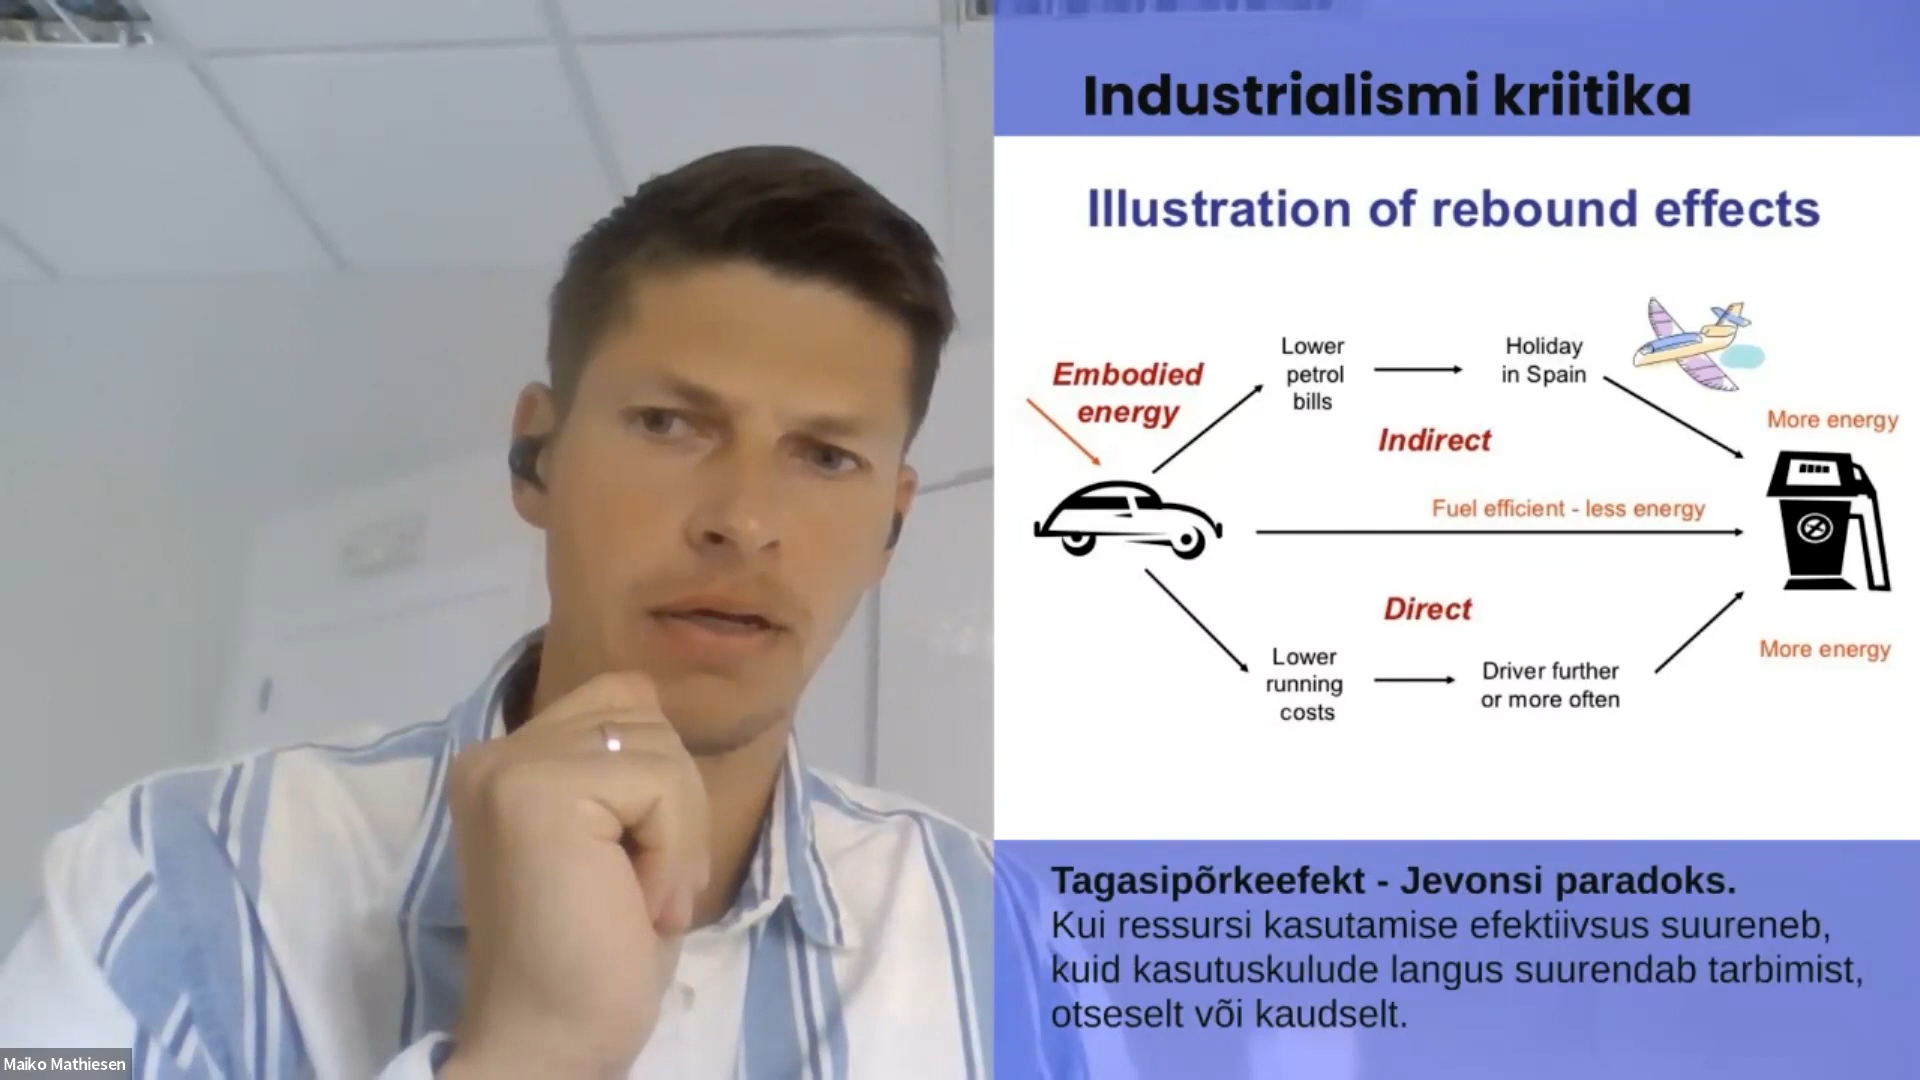 Industrialismi kriitika
Illustration of rebound effects
Embodied
energy
Lower
petrol
bills
Holiday
in Spain
More energy
Indirect
Fuel efficient - less energy
Direct
Lower
running
costs
Driver further
or more often
More energy
Tagasipõrkeefekt - Jevonsi paradoks.
Kui ressursi kasutamise efektiivsus suureneb,
kuid kasutuskulude langus suurendab tarbimist,
otseselt või kaudselt.
Maiko Mathiesen